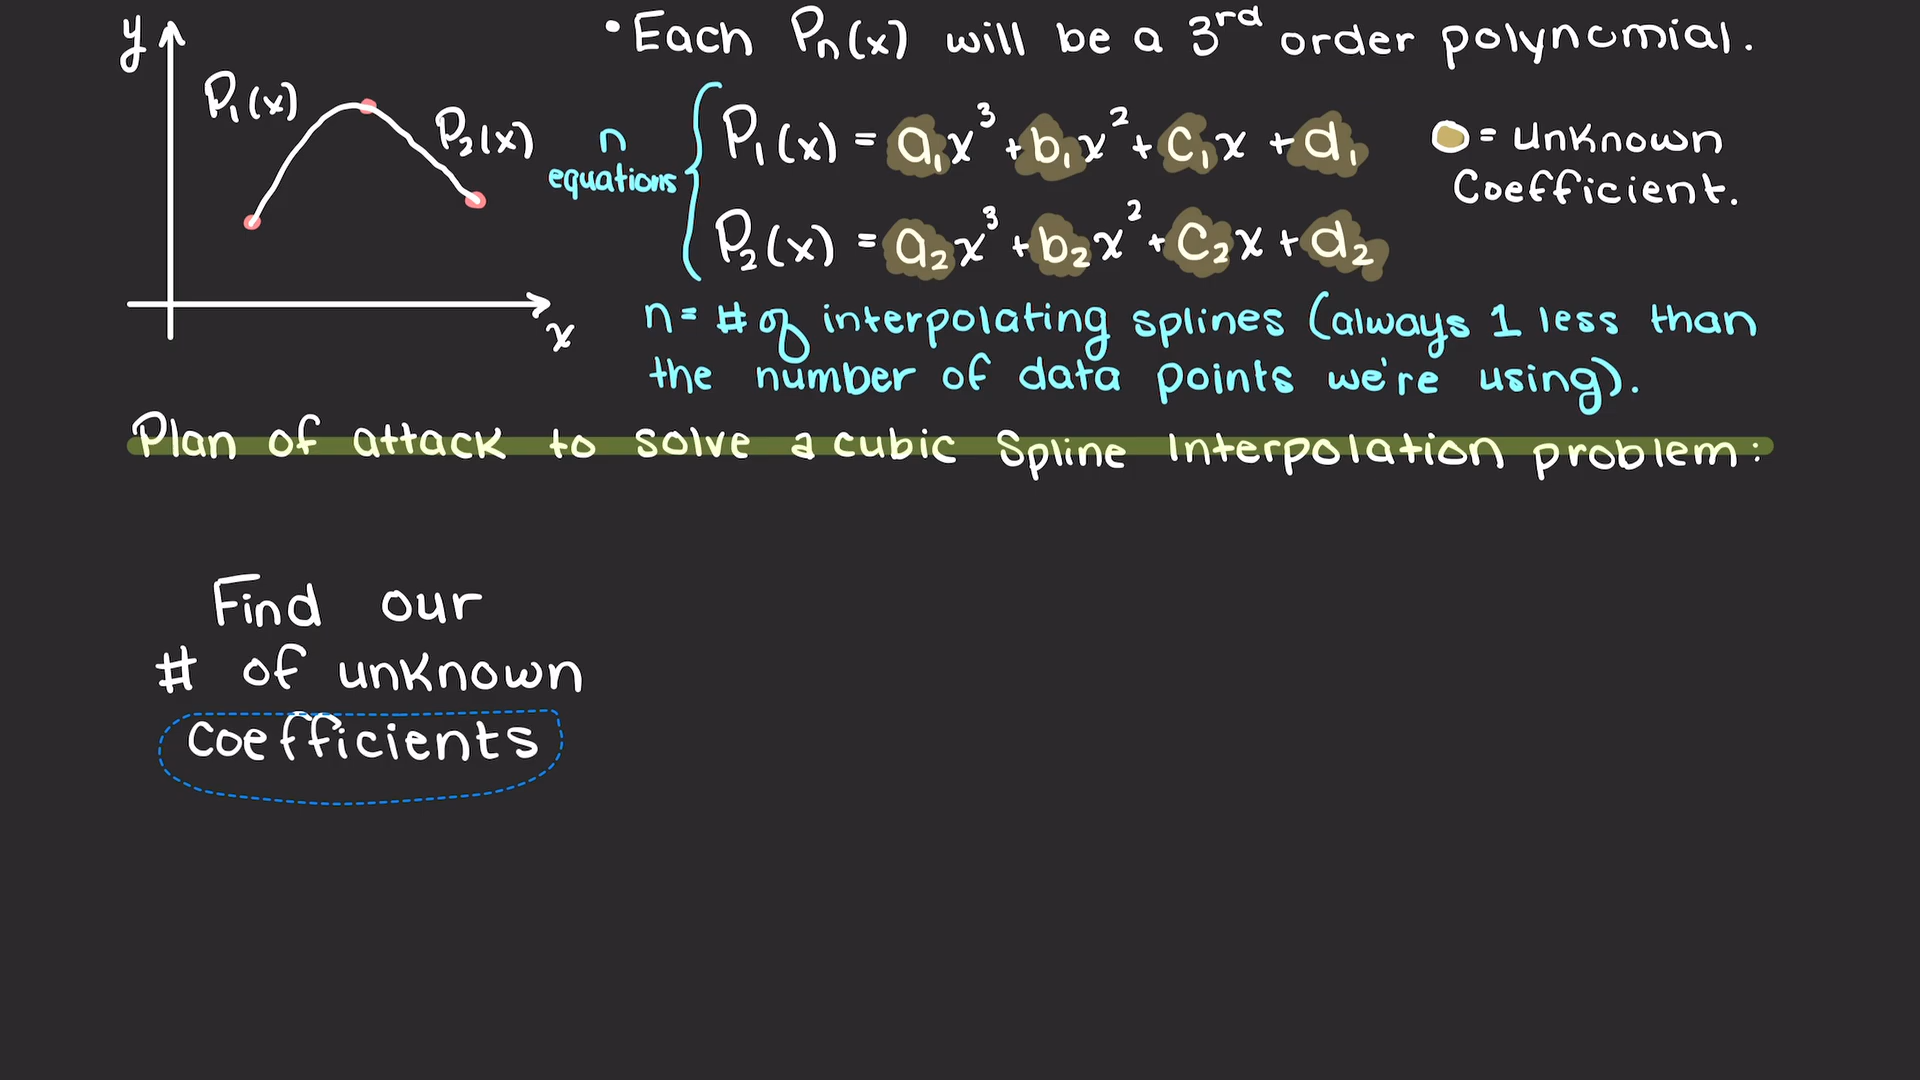 y
P₁(x)
P₂(x)
x
• Each Pₙ(x) will be a 3ʳᵈ order polynomial.
n
equations
P₁(x) = a₁x³ + b₁x² + c₁x + d₁
P₂(x) = a₂x³ + b₂x² + c₂x + d₂
= unknown
coefficient.
n = # of interpolating splines (always 1 less than
the number of data points we're using).
Plan of attack to solve a cubic Spline Interpolation problem:
Find our
# of unknown
coefficients